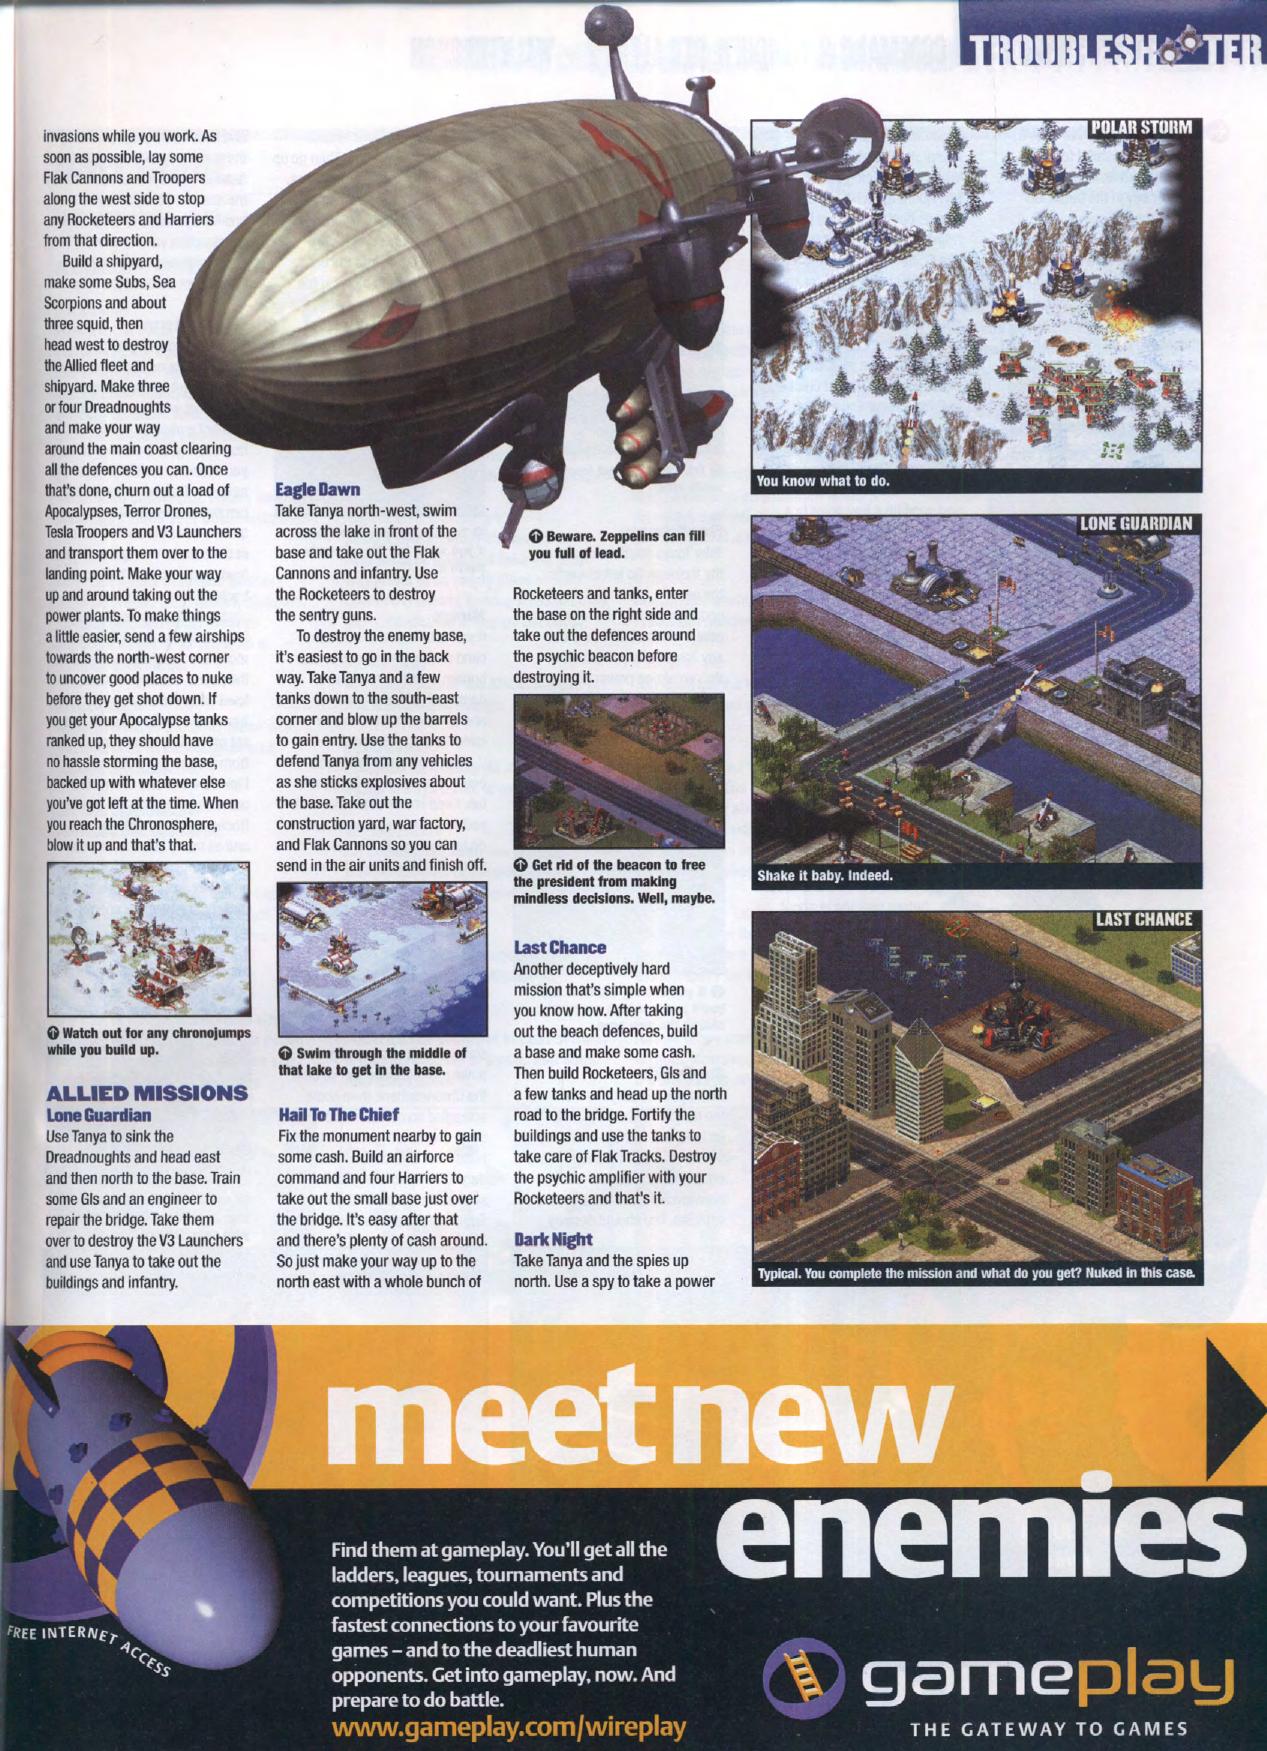 TROUBLESHOOTER
invasions while you work. As
soon as possible, lay some
Flak Cannons and Troopers
along the west side to stop
any Rocketeers and Harriers
from that direction.
Build a shipyard,
make some Subs, Sea
Scorpions and about
three squid, then
head west to destroy
the Allied fleet and
shipyard. Make three
or four Dreadnoughts
and make your way
around the main coast clearing
all the defences you can. Once
that's done, churn out a load of
Apocalypses, Terror Drones,
Tesla Troopers and V3 Launchers
and transport them over to the
landing point. Make your way
up and around taking out the
power plants. To make things
a little easier, send a few airships
towards the north-west corner
to uncover good places to nuke
before they get shot down. If
you get your Apocalypse tanks
ranked up, they should have
no hassle storming the base,
backed up with whatever else
you've got left at the time. When
you reach the Chronosphere,
blow it up and that's that.
Watch out for any chronojumps
while you build up.
ALLIED MISSIONS
Lone Guardian
Use Tanya to sink the
Dreadnoughts and head east
and then north to the base. Train
some GIs and an engineer to
repair the bridge. Take them
over to destroy the V3 Launchers
and use Tanya to take out the
buildings and infantry.
Eagle Dawn
Take Tanya north-west, swim
across the lake in front of the
base and take out the Flak
Cannons and infantry. Use
the Rocketeers to destroy
the sentry guns.
To destroy the enemy base,
it's easiest to go in the back
way. Take Tanya and a few
tanks down to the south-east
corner and blow up the barrels
to gain entry. Use the tanks to
defend Tanya from any vehicles
as she sticks explosives about
the base. Take out the
construction yard, war factory,
and Flak Cannons so you can
send in the air units and finish off.
Swim through the middle of
that lake to get in the base.
Hail To The Chief
Fix the monument nearby to gain
some cash. Build an airforce
command and four Harriers to
take out the small base just over
the bridge. It's easy after that
and there's plenty of cash around.
So just make your way up to the
north east with a whole bunch of
Beware. Zeppelins can fill
you full of lead.
Rocketeers and tanks, enter
the base on the right side and
take out the defences around
the psychic beacon before
destroying it.
Get rid of the beacon to free
the president from making
mindless decisions. Well, maybe.
Last Chance
Another deceptively hard
mission that's simple when
you know how. After taking
out the beach defences, build
a base and make some cash.
Then build Rocketeers, GIs and
a few tanks and head up the north
road to the bridge. Fortify the
buildings and use the tanks to
take care of Flak Tracks. Destroy
the psychic amplifier with your
Rocketeers and that's it.
Dark Night
Take Tanya and the spies up
north. Use a spy to take a power
POLAR STORM
You know what to do.
LONE GUARDIAN
Shake it baby. Indeed.
LAST CHANCE
Typical. You complete the mission and what do you get? Nuked in this case.
meet new
enemies
FREE INTERNET ACCESS
Find them at gameplay. You'll get all the
ladders, leagues, tournaments and
competitions you could want. Plus the
fastest connections to your favourite
games – and to the deadliest human
opponents. Get into gameplay, now. And
prepare to do battle.
www.gameplay.com/wireplay
gameplay
THE GATEWAY TO GAMES